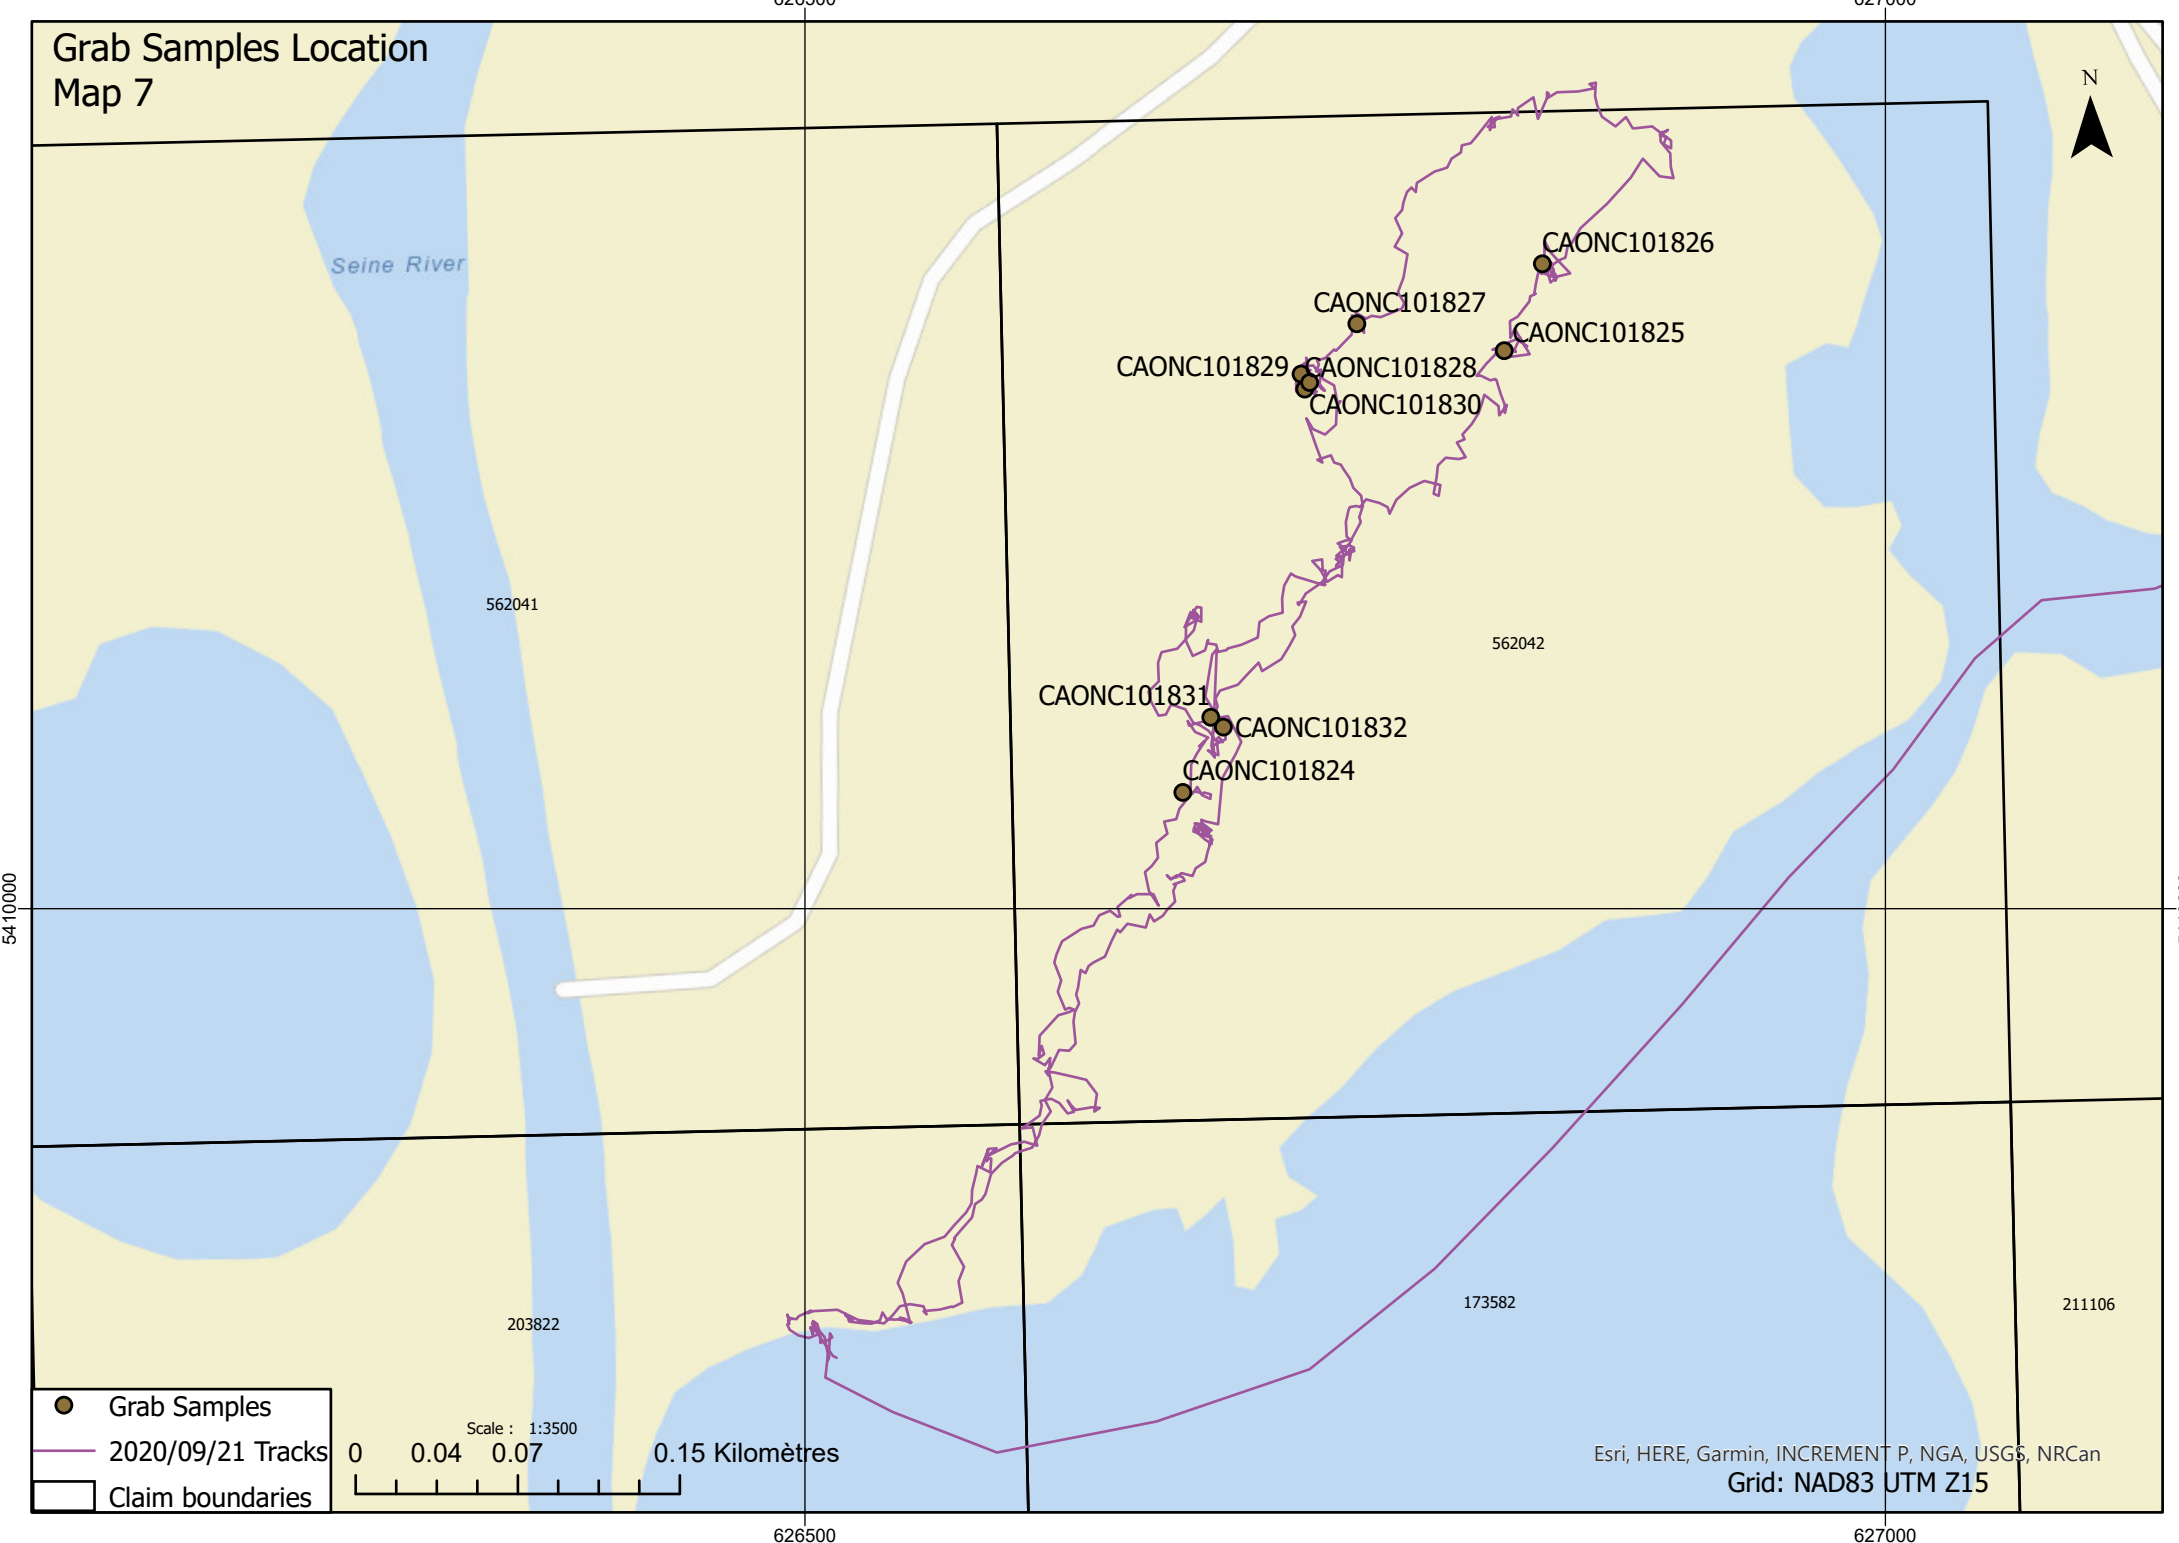 626500
627000
Grab Samples Location
Map 7
N
Seine River
CAONC101826
CAONC101827
CAONC101825
CAONC101829
CAONC101828
CAONC101830
562041
562042
CAONC101831
CAONC101832
CAONC101824
5410000
203822
173582
211106
Grab Samples
2020/09/21 Tracks
Claim boundaries
Scale : 1:3500
0 0.04 0.07 0.15 Kilomètres
Esri, HERE, Garmin, INCREMENT P, NGA, USGS, NRCan
Grid: NAD83 UTM Z15
626500
627000